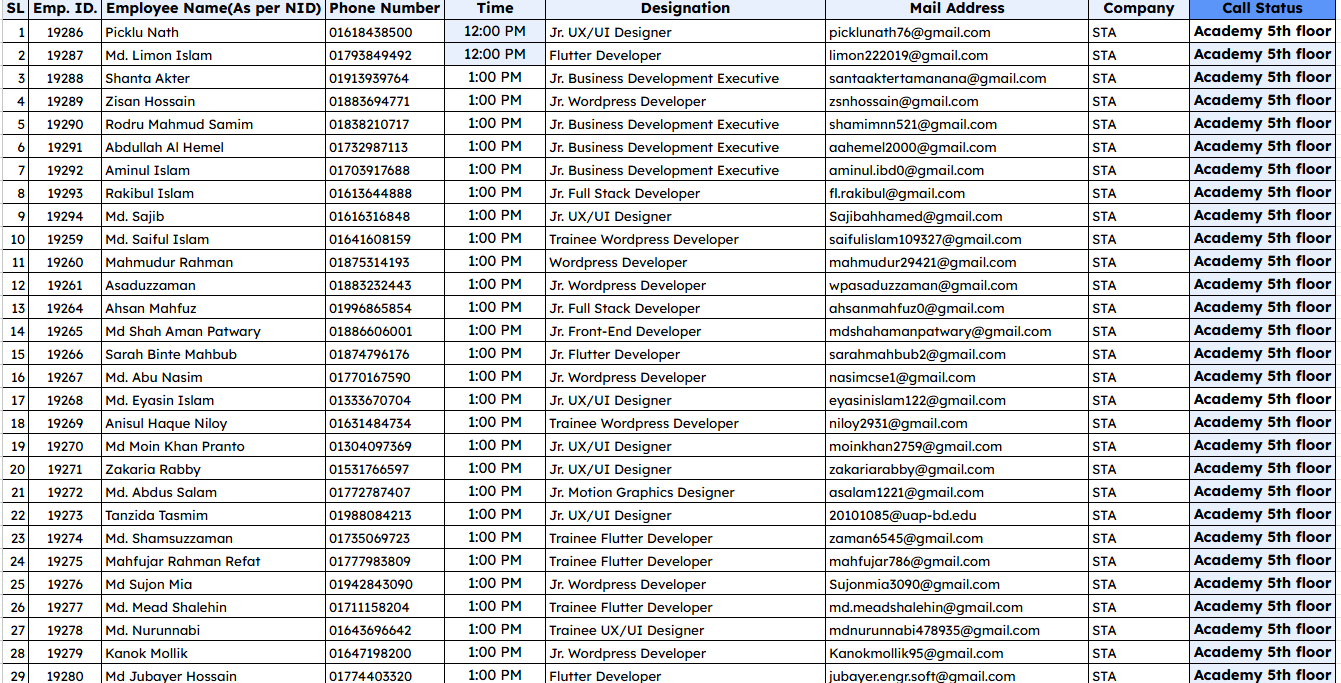 SL Emp. ID. Employee Name(As per NID) Phone Number Time Designation Mail Address Company Call Status
1 19286 Picklu Nath 01618438500 12:00 PM Jr. UX/UI Designer picklunath76@gmail.com STA Academy 5th floor
2 19287 Md. Limon Islam 01793849492 12:00 PM Flutter Developer limon222019@gmail.com STA Academy 5th floor
3 19288 Shanta Akter 01913939764 1:00 PM Jr. Business Development Executive santaaktertamanana@gmail.com STA Academy 5th floor
4 19289 Zisan Hossain 01883694771 1:00 PM Jr. Wordpress Developer zsnhossain@gmail.com STA Academy 5th floor
5 19290 Rodru Mahmud Samim 01838210717 1:00 PM Jr. Business Development Executive shamimnn521@gmail.com STA Academy 5th floor
6 19291 Abdullah Al Hemel 01732987113 1:00 PM Jr. Business Development Executive aahemel2000@gmail.com STA Academy 5th floor
7 19292 Aminul Islam 01703917688 1:00 PM Jr. Business Development Executive aminul.ibd0@gmail.com STA Academy 5th floor
8 19293 Rakibul Islam 01613644888 1:00 PM Jr. Full Stack Developer fl.rakibul@gmail.com STA Academy 5th floor
9 19294 Md. Sajib 01616316848 1:00 PM Jr. UX/UI Designer Sajibahhamed@gmail.com STA Academy 5th floor
10 19259 Md. Saiful Islam 01641608159 1:00 PM Trainee Wordpress Developer saifulislam109327@gmail.com STA Academy 5th floor
11 19260 Mahmudur Rahman 01875314193 1:00 PM Wordpress Developer mahmudur29421@gmail.com STA Academy 5th floor
12 19261 Asaduzzaman 01883232443 1:00 PM Jr. Wordpress Developer wpasaduzzaman@gmail.com STA Academy 5th floor
13 19264 Ahsan Mahfuz 01996865854 1:00 PM Jr. Full Stack Developer ahsanmahfuz0@gmail.com STA Academy 5th floor
14 19265 Md Shah Aman Patwary 01886606001 1:00 PM Jr. Front-End Developer mdshahamanpatwary@gmail.com STA Academy 5th floor
15 19266 Sarah Binte Mahbub 01874796176 1:00 PM Jr. Flutter Developer sarahmahbub2@gmail.com STA Academy 5th floor
16 19267 Md. Abu Nasim 01770167590 1:00 PM Jr. Wordpress Developer nasimcse1@gmail.com STA Academy 5th floor
17 19268 Md. Eyasin Islam 01333670704 1:00 PM Jr. UX/UI Designer eyasinislam122@gmail.com STA Academy 5th floor
18 19269 Anisul Haque Niloy 01631484734 1:00 PM Trainee Wordpress Developer niloy2931@gmail.com STA Academy 5th floor
19 19270 Md Moin Khan Pranto 01304097369 1:00 PM Jr. UX/UI Designer moinkhan2759@gmail.com STA Academy 5th floor
20 19271 Zakaria Rabby 01531766597 1:00 PM Jr. UX/UI Designer zakariarabby@gmail.com STA Academy 5th floor
21 19272 Md. Abdus Salam 01772787407 1:00 PM Jr. Motion Graphics Designer asalam1221@gmail.com STA Academy 5th floor
22 19273 Tanzida Tasmim 01988084213 1:00 PM Jr. UX/UI Designer 20101085@uap-bd.edu STA Academy 5th floor
23 19274 Md. Shamsuzzaman 01735069723 1:00 PM Trainee Flutter Developer zaman6545@gmail.com STA Academy 5th floor
24 19275 Mahfujar Rahman Refat 01777983809 1:00 PM Trainee Flutter Developer mahfujar786@gmail.com STA Academy 5th floor
25 19276 Md Sujon Mia 01942843090 1:00 PM Jr. Wordpress Developer Sujonmia3090@gmail.com STA Academy 5th floor
26 19277 Md. Mead Shalehin 01711158204 1:00 PM Trainee Flutter Developer md.meadshalehin@gmail.com STA Academy 5th floor
27 19278 Md. Nurunnabi 01643696642 1:00 PM Trainee UX/UI Designer mdnurunnabi478935@gmail.com STA Academy 5th floor
28 19279 Kanok Mollik 01647198200 1:00 PM Jr. Wordpress Developer Kanokmollik95@gmail.com STA Academy 5th floor
29 19280 Md Jubayer Hossain 01774403320 1:00 PM Flutter Developer jubayer.engr.soft@gmail.com STA Academy 5th floor